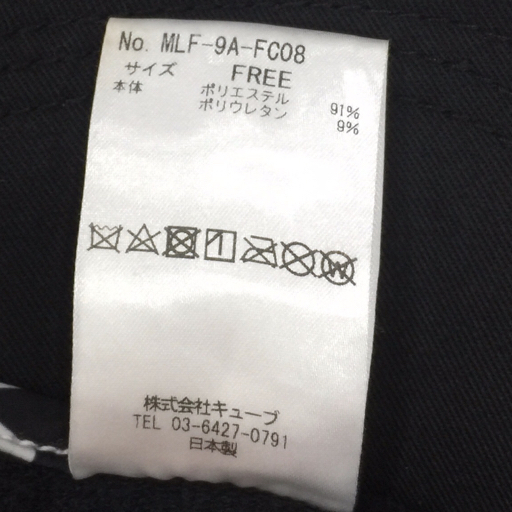 No. MLF-9A-FC08
サイズ FREE
本体 ポリエステル 91%
ポリウレタン 9%
株式会社キューブ
TEL 03-6427-0791
日本製